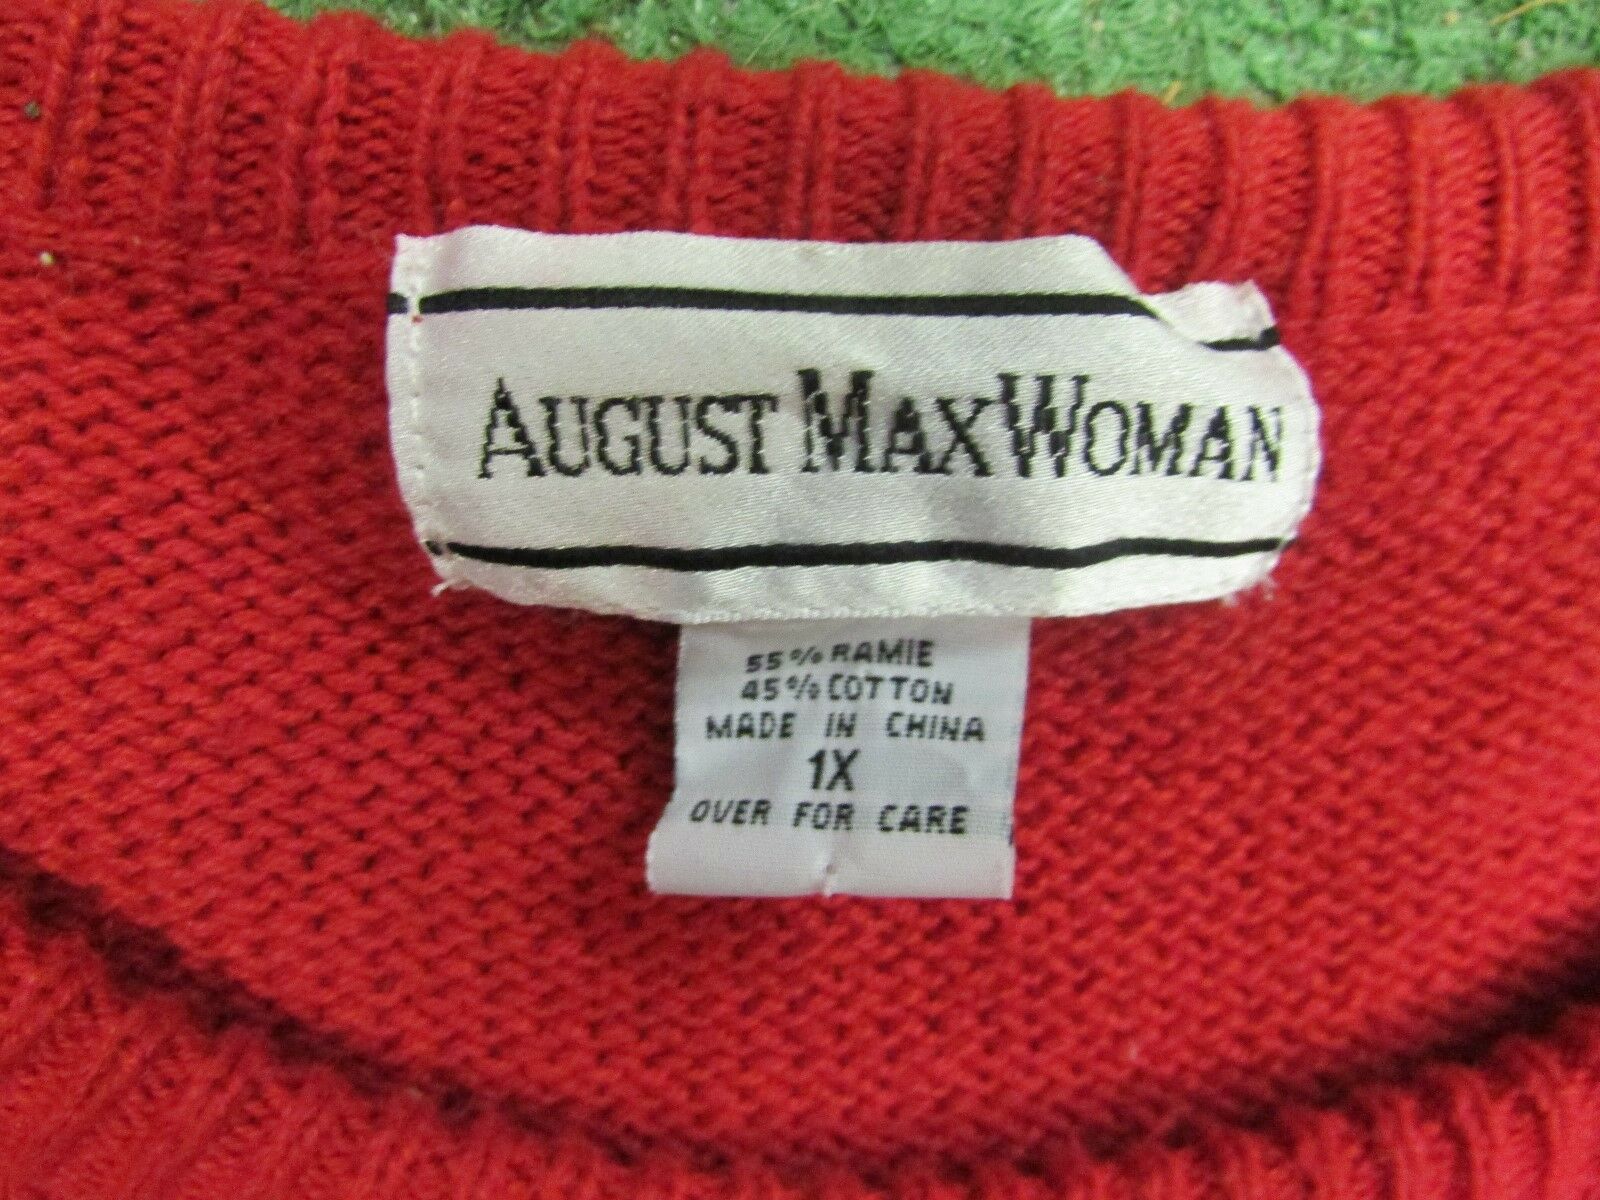 AUGUST MAX WOMAN
55% RAMIE
45% COTTON
MADE IN CHINA
1X
OVER FOR CARE